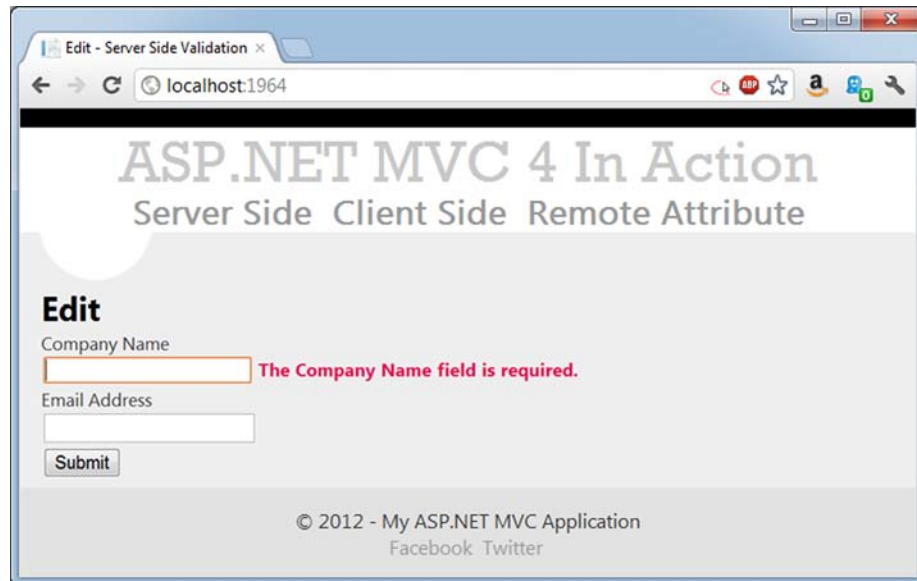 Edit - Server Side Validation
localhost:1964
ABP
a
0
ASP.NET MVC 4 In Action
Server Side Client Side Remote Attribute
Edit
Company Name
The Company Name field is required.
Email Address
Submit
© 2012 - My ASP.NET MVC Application
Facebook Twitter